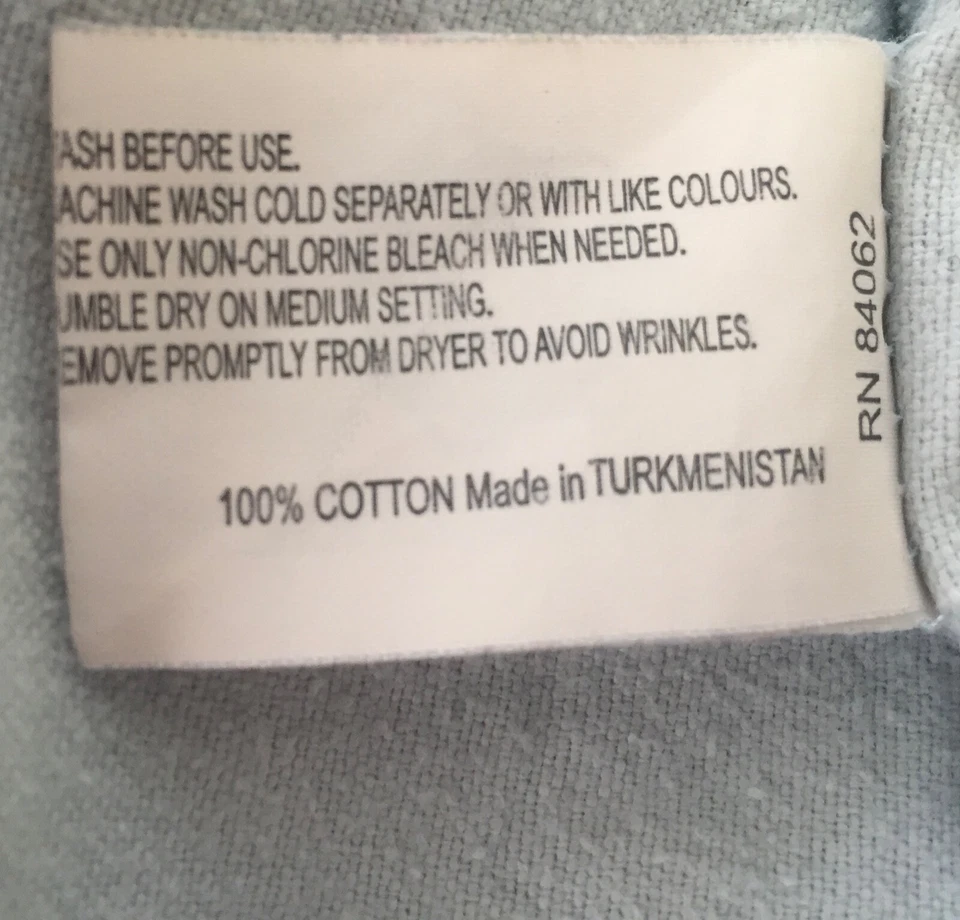 ASH BEFORE USE.
ACHINE WASH COLD SEPARATELY OR WITH LIKE COLOURS.
SE ONLY NON-CHLORINE BLEACH WHEN NEEDED.
UMBLE DRY ON MEDIUM SETTING.
EMOVE PROMPTLY FROM DRYER TO AVOID WRINKLES.
100% COTTON Made in TURKMENISTAN
RN 84062